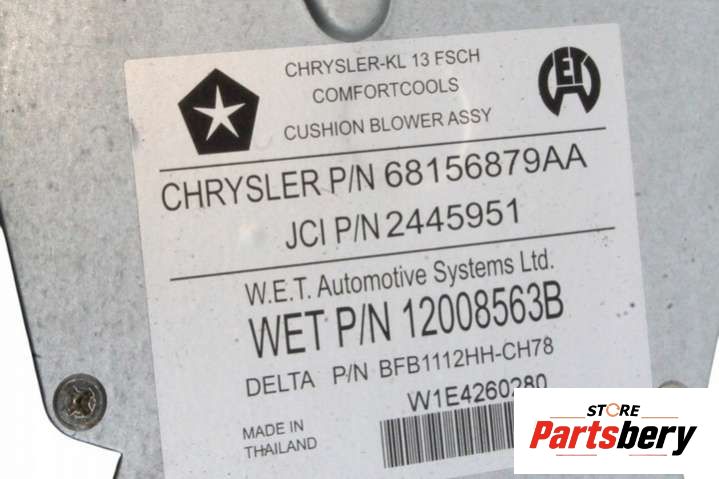 CHRYSLER-KL 13 FSCH
COMFORTCOOLS
CUSHION BLOWER ASSY
WET
CHRYSLER P/N 68156879AA
JCI P/N 2445951
W.E.T. Automotive Systems Ltd.
WET P/N 12008563B
DELTA P/N BFB1112HH-CH78
W1E4260280
MADE IN
THAILAND
STORE
Partsbery